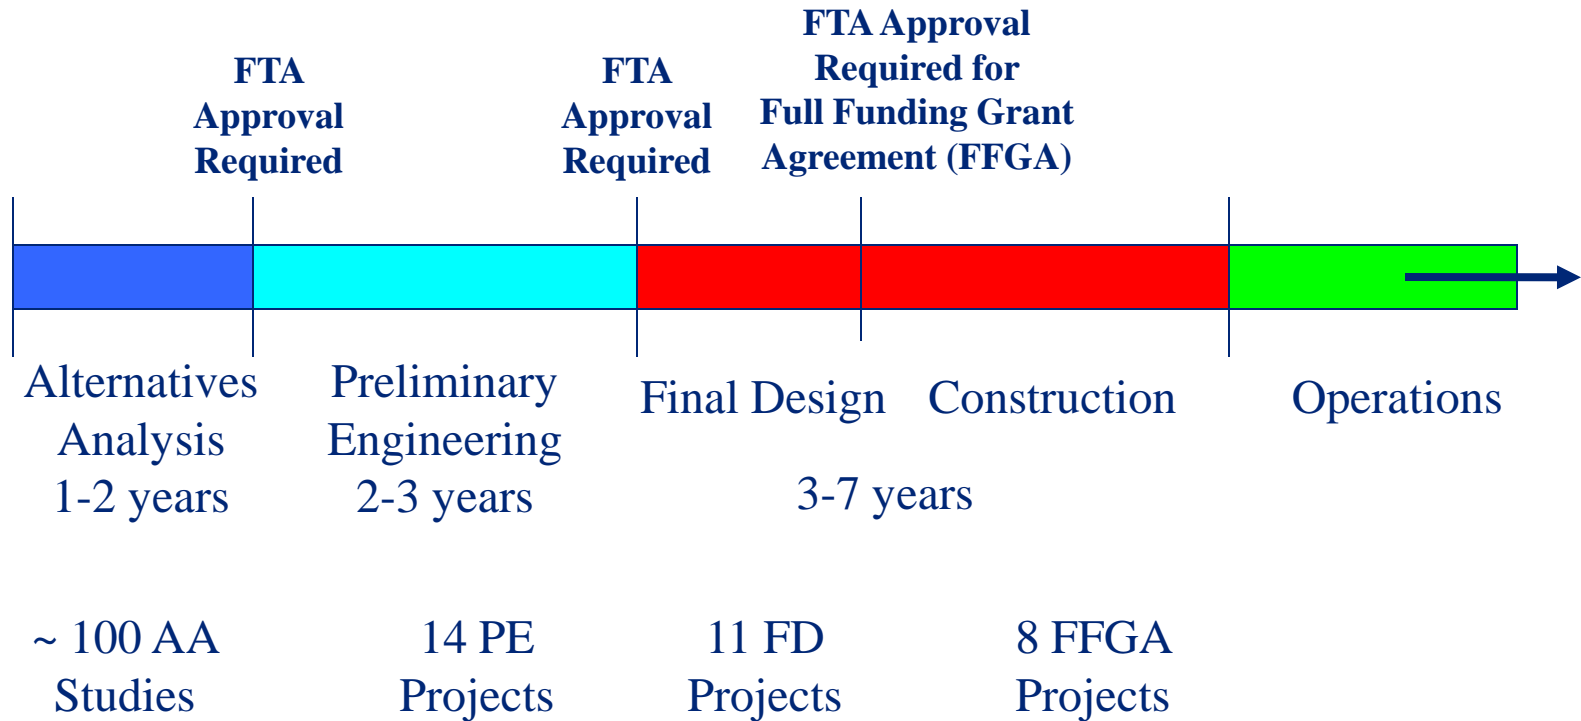 FTA
Approval
Required
FTA
Approval
Required
FTA Approval
Required for
Full Funding Grant
Agreement (FFGA)
Alternatives
Analysis
1-2 years
Preliminary
Engineering
2-3 years
Final Design
Construction
3-7 years
Operations
~ 100 AA
Studies
14 PE
Projects
11 FD
Projects
8 FFGA
Projects